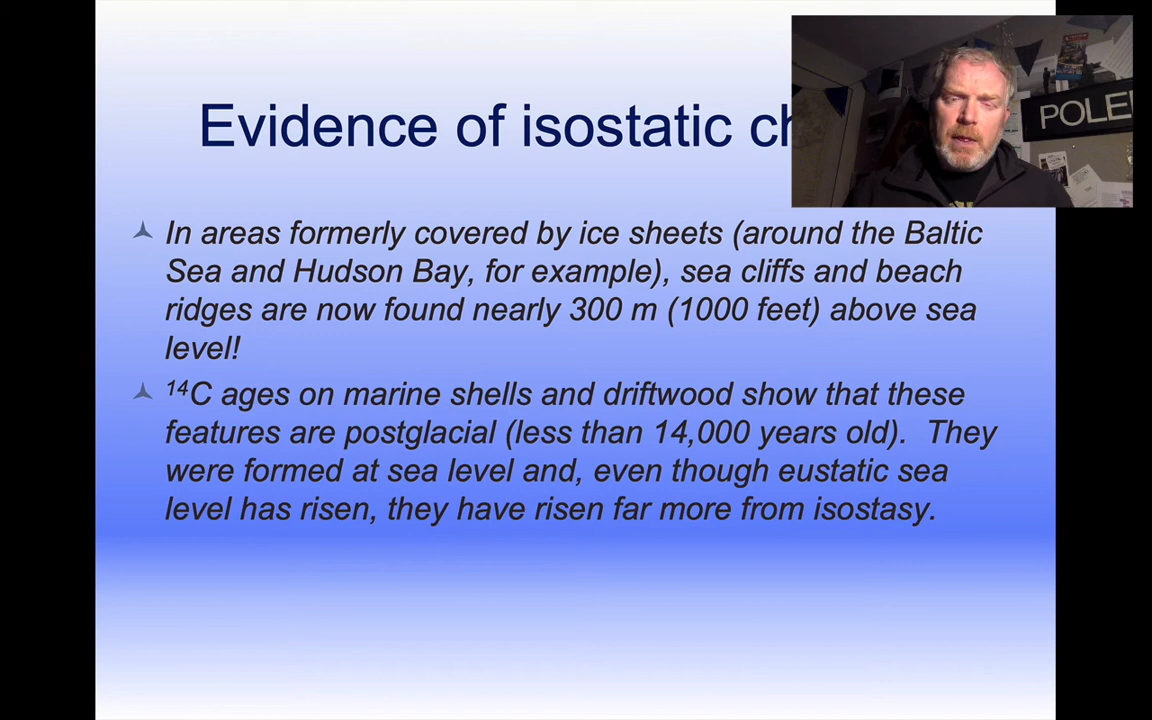 Evidence of isostatic
POLE
In areas formerly covered by ice sheets (around the Baltic
Sea and Hudson Bay, for example), sea cliffs and beach
ridges are now found nearly 300 m (1000 feet) above sea
level!
¹⁴C ages on marine shells and driftwood show that these
features are postglacial (less than 14,000 years old).  They
were formed at sea level and, even though eustatic sea
level has risen, they have risen far more from isostasy.